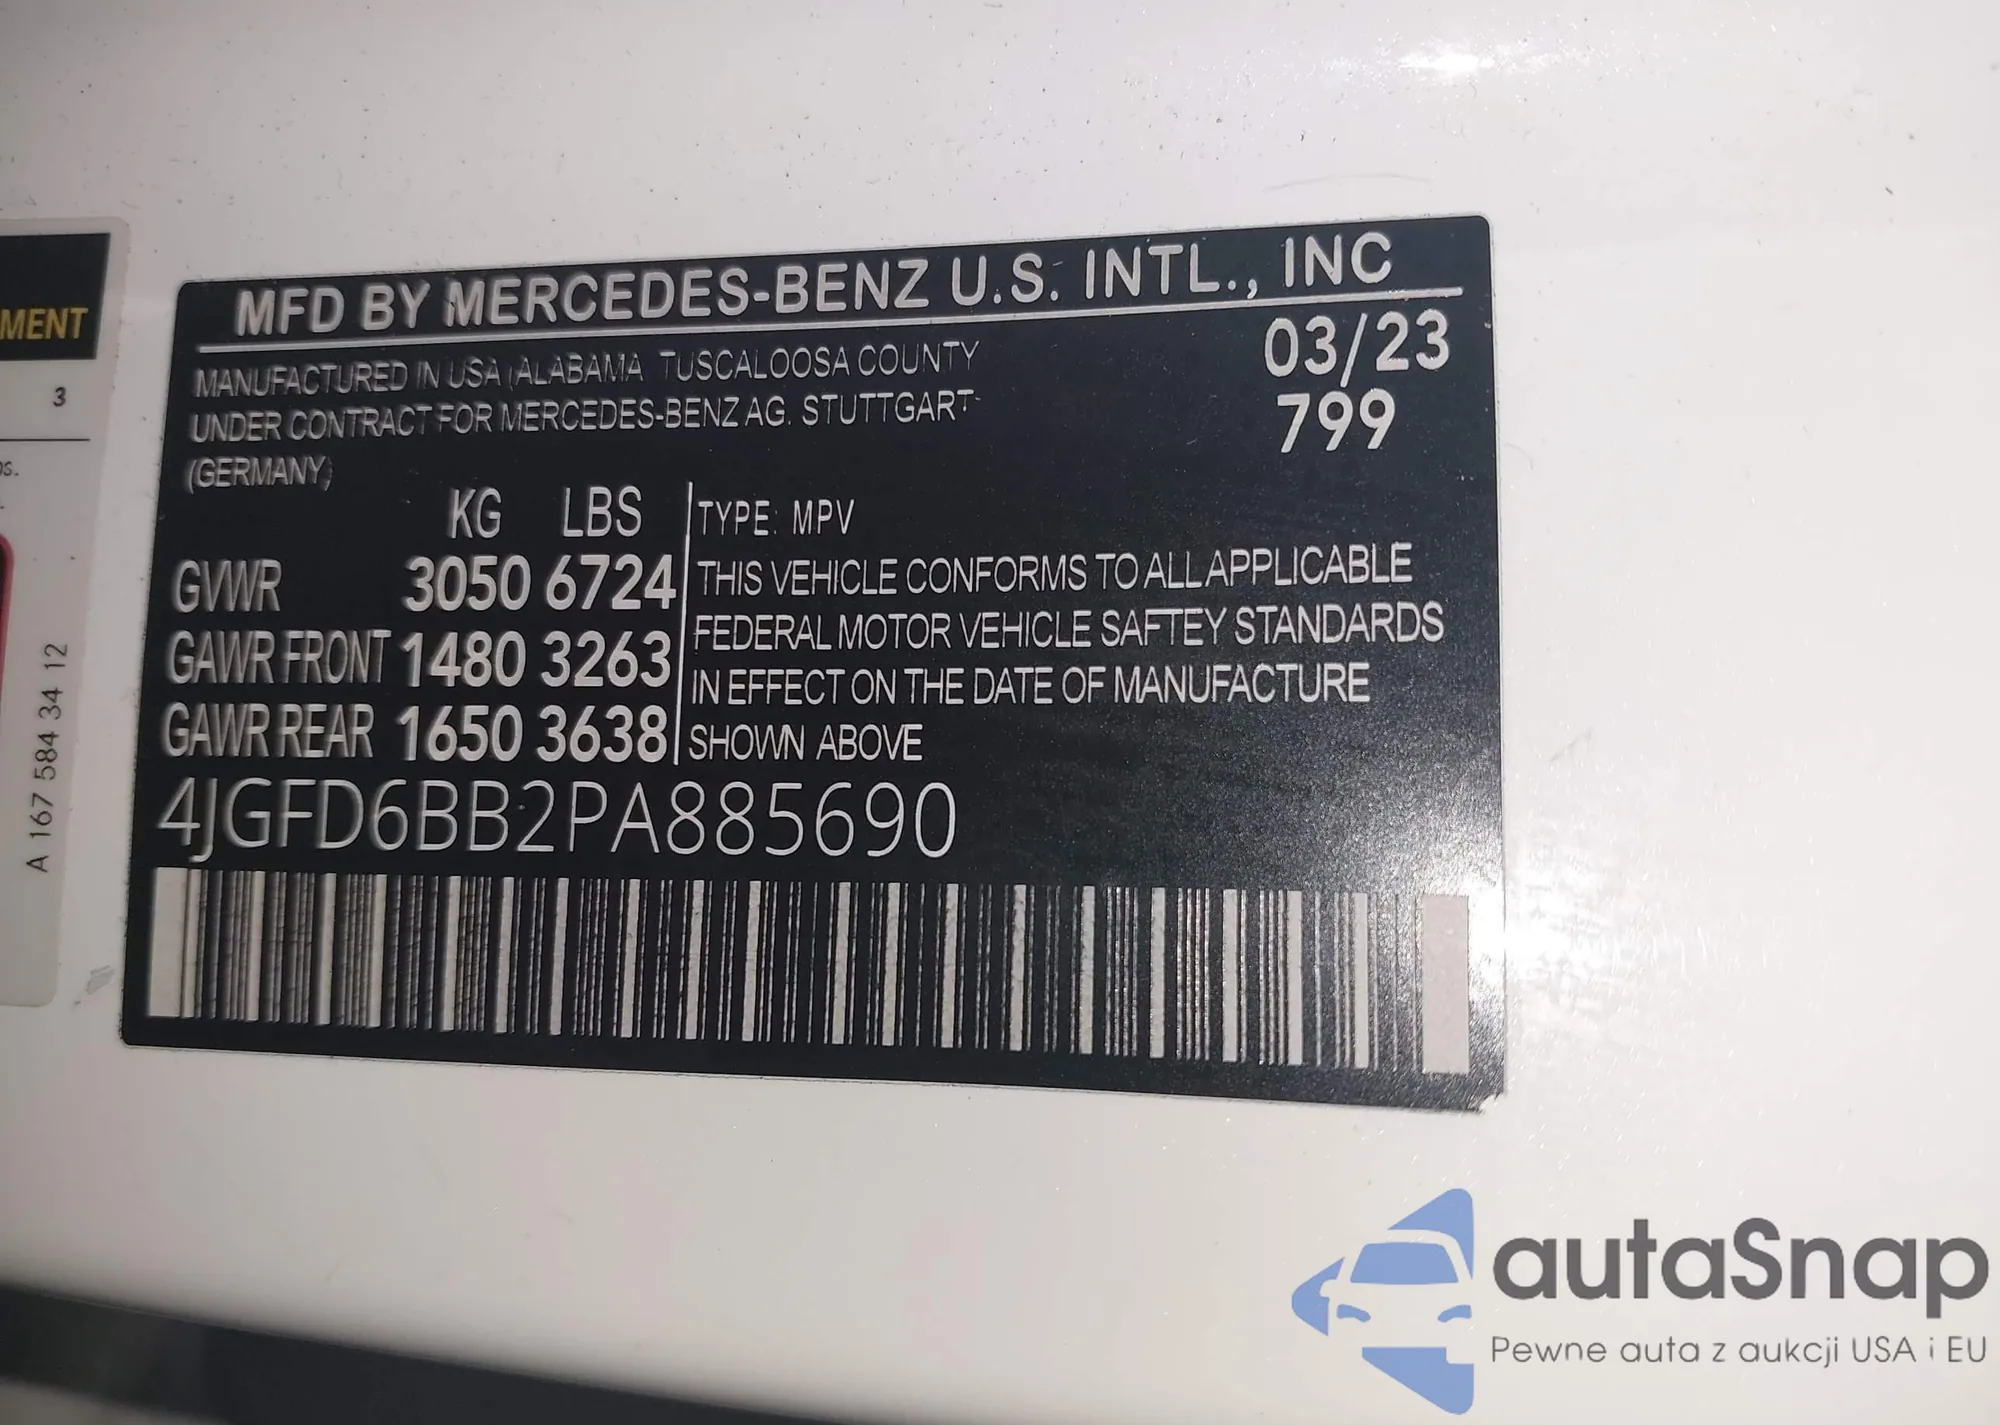 MFD BY MERCEDES-BENZ U.S. INTL., INC
03/23
MANUFACTURED IN USA (ALABAMA TUSCALOOSA COUNTY
799
UNDER CONTRACT FOR MERCEDES-BENZ AG. STUTTGART
(GERMANY)
KG LBS
GVWR 3050 6724
GAWR FRONT 1480 3263
GAWR REAR 1650 3638
TYPE: MPV
THIS VEHICLE CONFORMS TO ALL APPLICABLE
FEDERAL MOTOR VEHICLE SAFTEY STANDARDS
IN EFFECT ON THE DATE OF MANUFACTURE
SHOWN ABOVE
4JGFD6BB2PA885690
MENT
3
A 167 584 34 12
autaSnap
Pewne auta z aukcji USA i EU